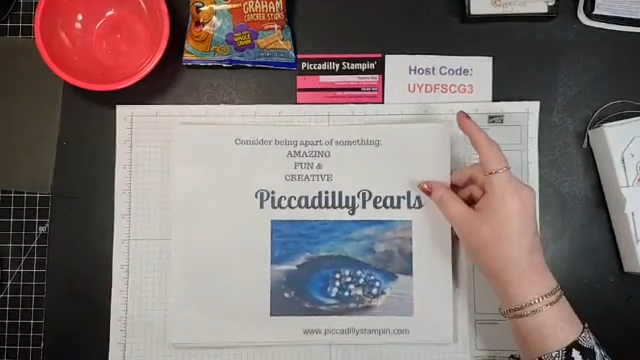 GRAHAM
CRACKER STICKS
Piccadilly Stampin'
Host Code:
UYDFSCG3
Consider being apart of something:
AMAZING
FUN &
CREATIVE
PiccadillyPearls
www.piccadillystampin.com